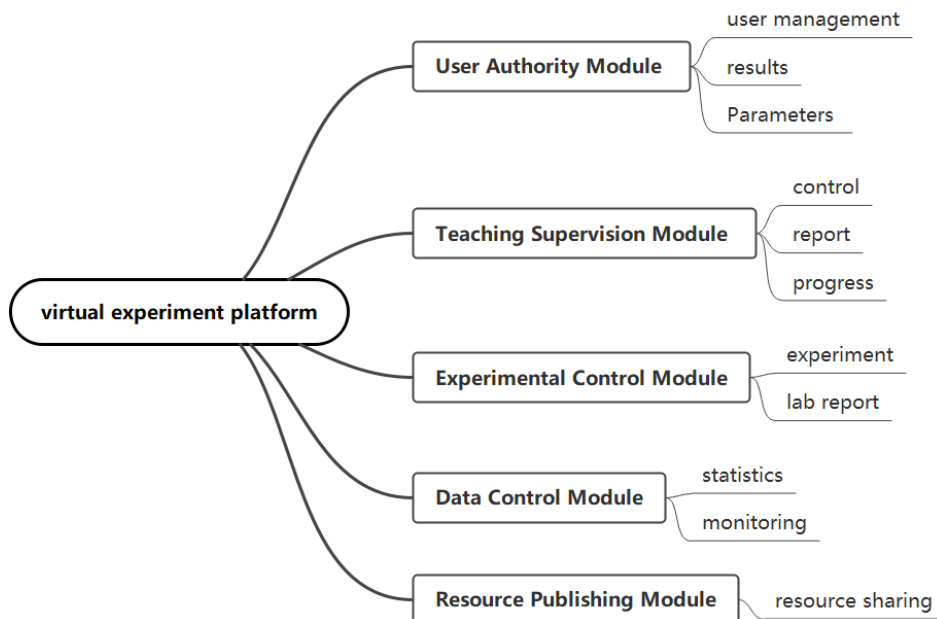 virtual experiment platform
User Authority Module
user management
results
Parameters
Teaching Supervision Module
control
report
progress
Experimental Control Module
experiment
lab report
Data Control Module
statistics
monitoring
Resource Publishing Module
resource sharing